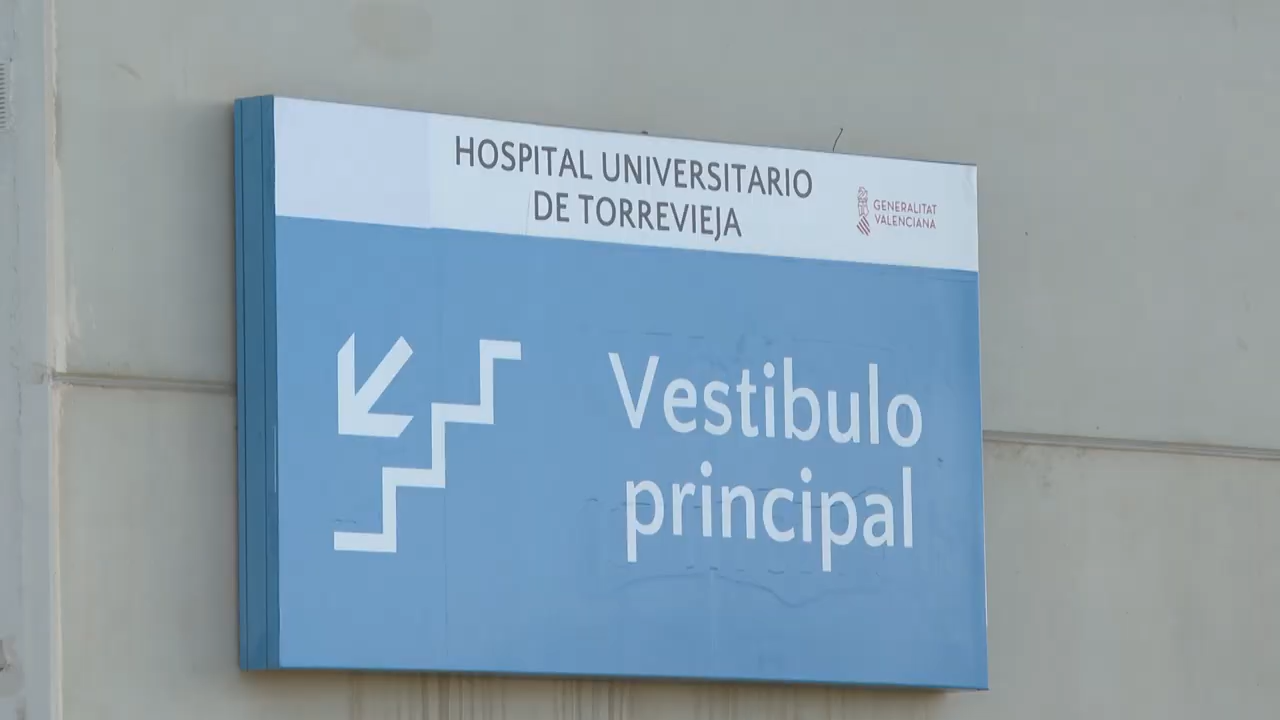 HOSPITAL UNIVERSITARIO
DE TORREVIEJA
GENERALITAT
VALENCIANA
Vestibulo
principal